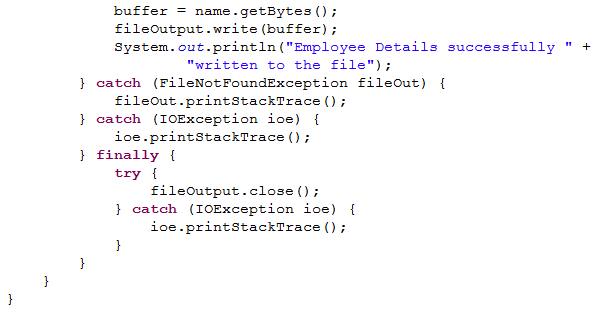 buffer = name.getBytes();
fileOutput.write(buffer);
System.out.println("Employee Details successfully " +
"written to the file");
} catch (FileNotFoundException fileOut) {
fileOut.printStackTrace();
} catch (IOException ioe) {
ioe.printStackTrace();
} finally {
try {
fileOutput.close();
} catch (IOException ioe) {
ioe.printStackTrace();
}
}
}
}